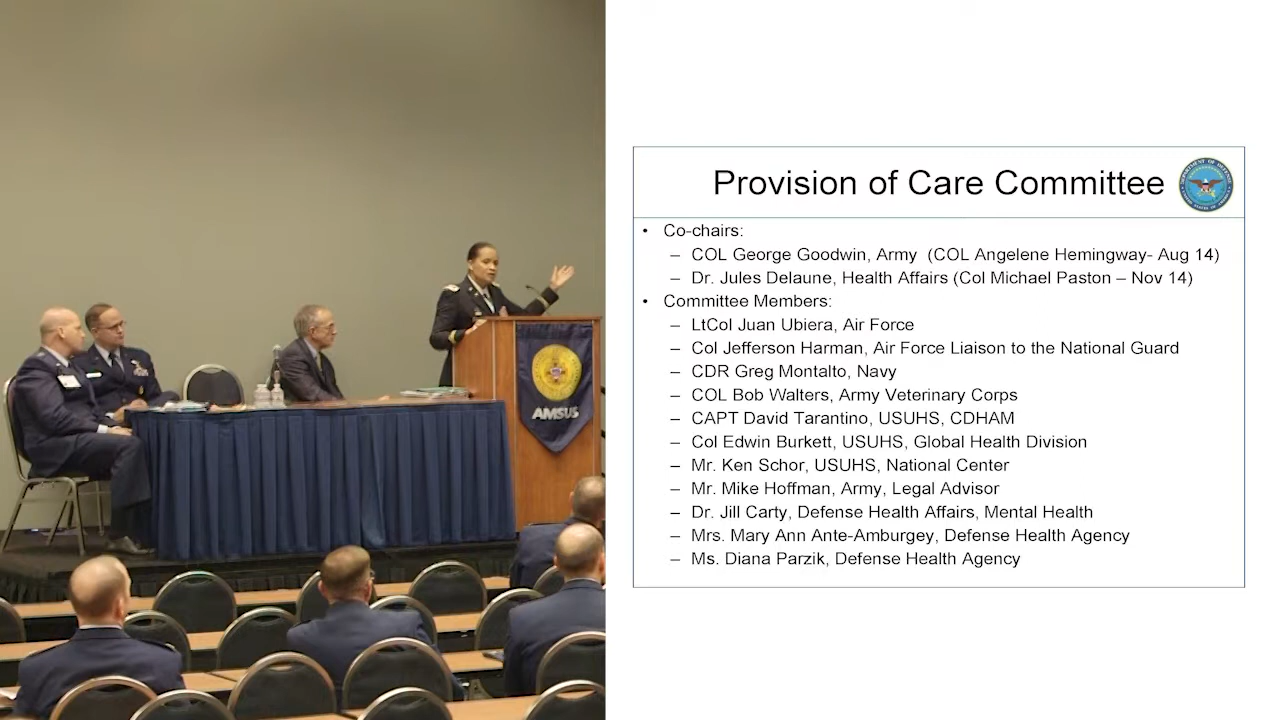 AMSUS
Provision of Care Committee
• Co-chairs:
– COL George Goodwin, Army (COL Angelene Hemingway- Aug 14)
– Dr. Jules Delaune, Health Affairs (Col Michael Paston – Nov 14)
• Committee Members:
– LtCol Juan Ubiera, Air Force
– Col Jefferson Harman, Air Force Liaison to the National Guard
– CDR Greg Montalto, Navy
– COL Bob Walters, Army Veterinary Corps
– CAPT David Tarantino, USUHS, CDHAM
– Col Edwin Burkett, USUHS, Global Health Division
– Mr. Ken Schor, USUHS, National Center
– Mr. Mike Hoffman, Army, Legal Advisor
– Dr. Jill Carty, Defense Health Affairs, Mental Health
– Mrs. Mary Ann Ante-Amburgey, Defense Health Agency
– Ms. Diana Parzik, Defense Health Agency